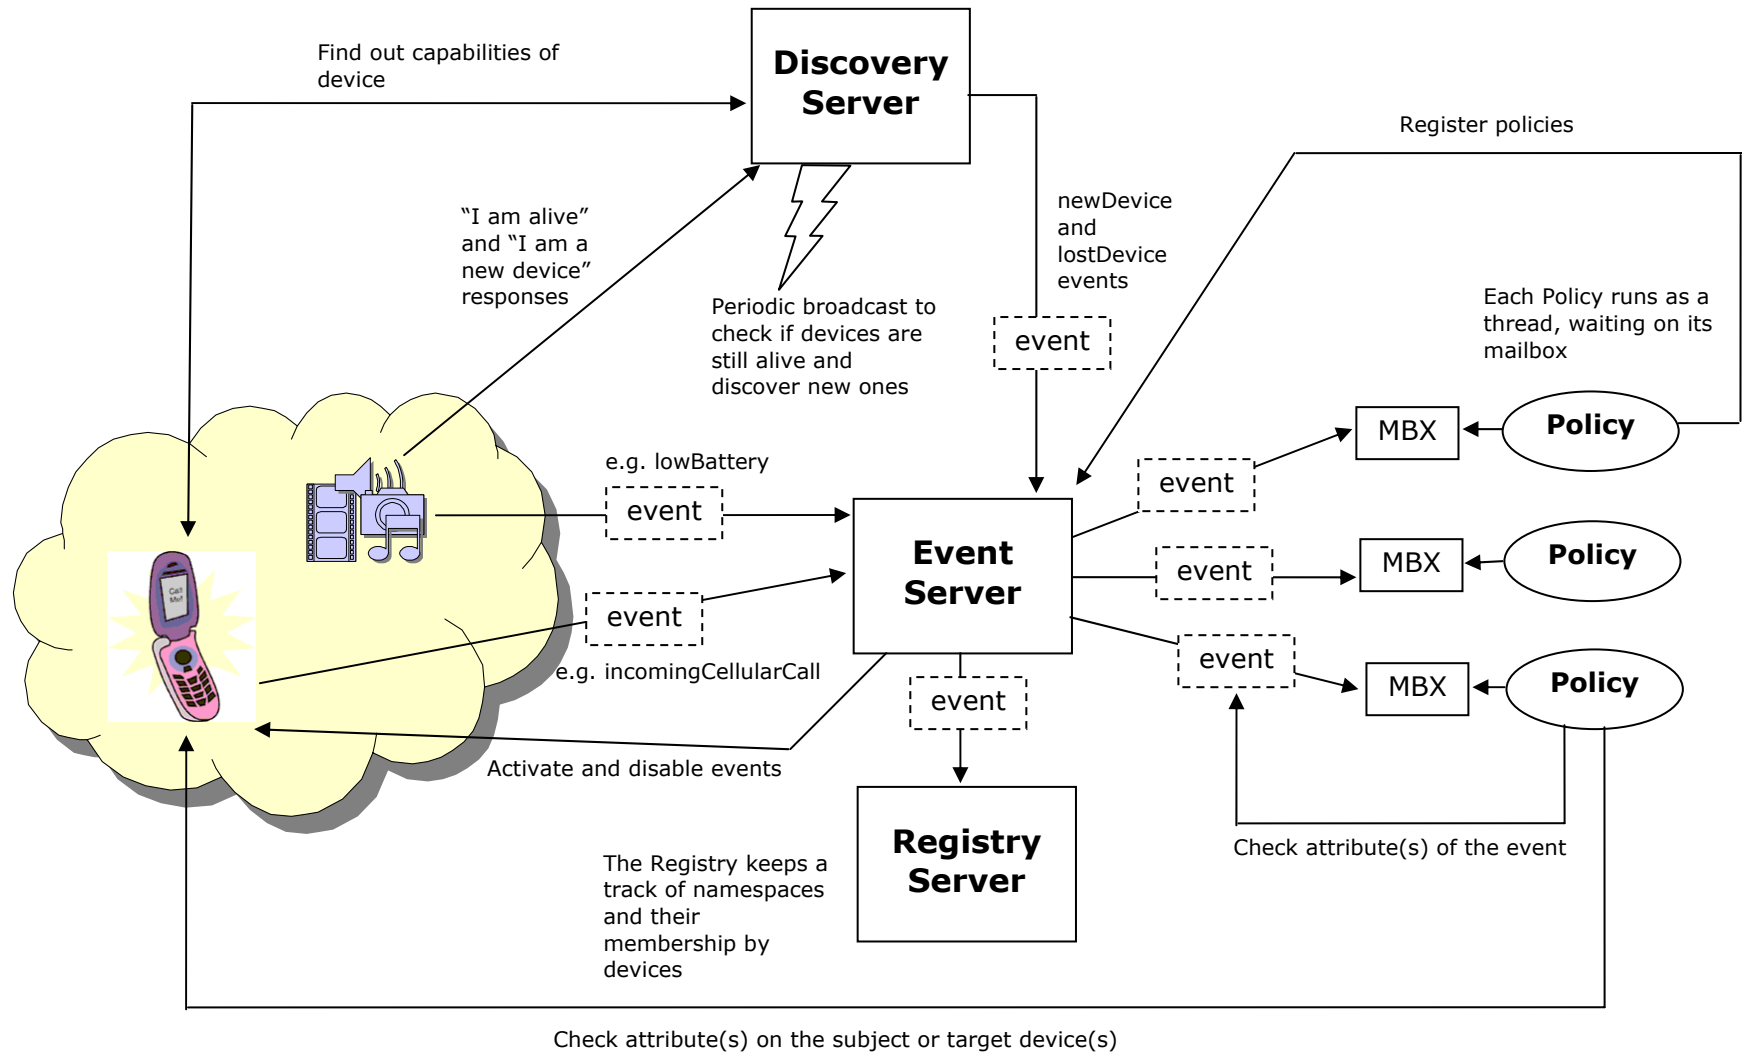 Find out capabilities of
device
Discovery
Server
Register policies
"I am alive"
and "I am a
new device"
responses
newDevice
and
lostDevice
events
Periodic broadcast to
check if devices are
still alive and
discover new ones
event
Each Policy runs as a
thread, waiting on its
mailbox
MBX
Policy
e.g. lowBattery
event
event
Event
Server
event
MBX
Policy
Call
Me!
event
e.g. incomingCellularCall
event
MBX
Policy
event
Activate and disable events
Registry
Server
Check attribute(s) of the event
The Registry keeps a
track of namespaces
and their
membership by
devices
Check attribute(s) on the subject or target device(s)